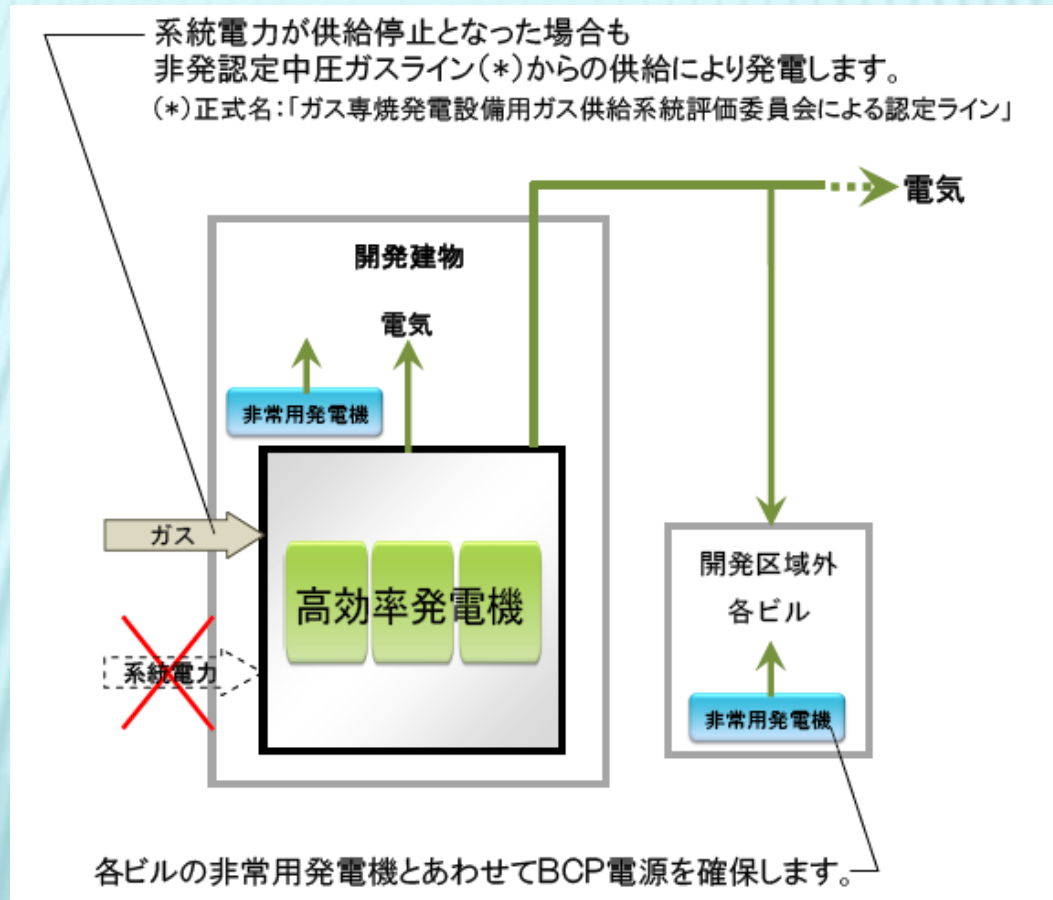 系統電力が供給停止となった場合も
非発認定中圧ガスライン(*)からの供給により発電します。
(*)正式名:「ガス専焼発電設備用ガス供給系統評価委員会による認定ライン」
電気
開発建物
電気
非常用発電機
ガス
高効率発電機
系統電力
開発区域外
各ビル
非常用発電機
各ビルの非常用発電機とあわせてBCP電源を確保します。